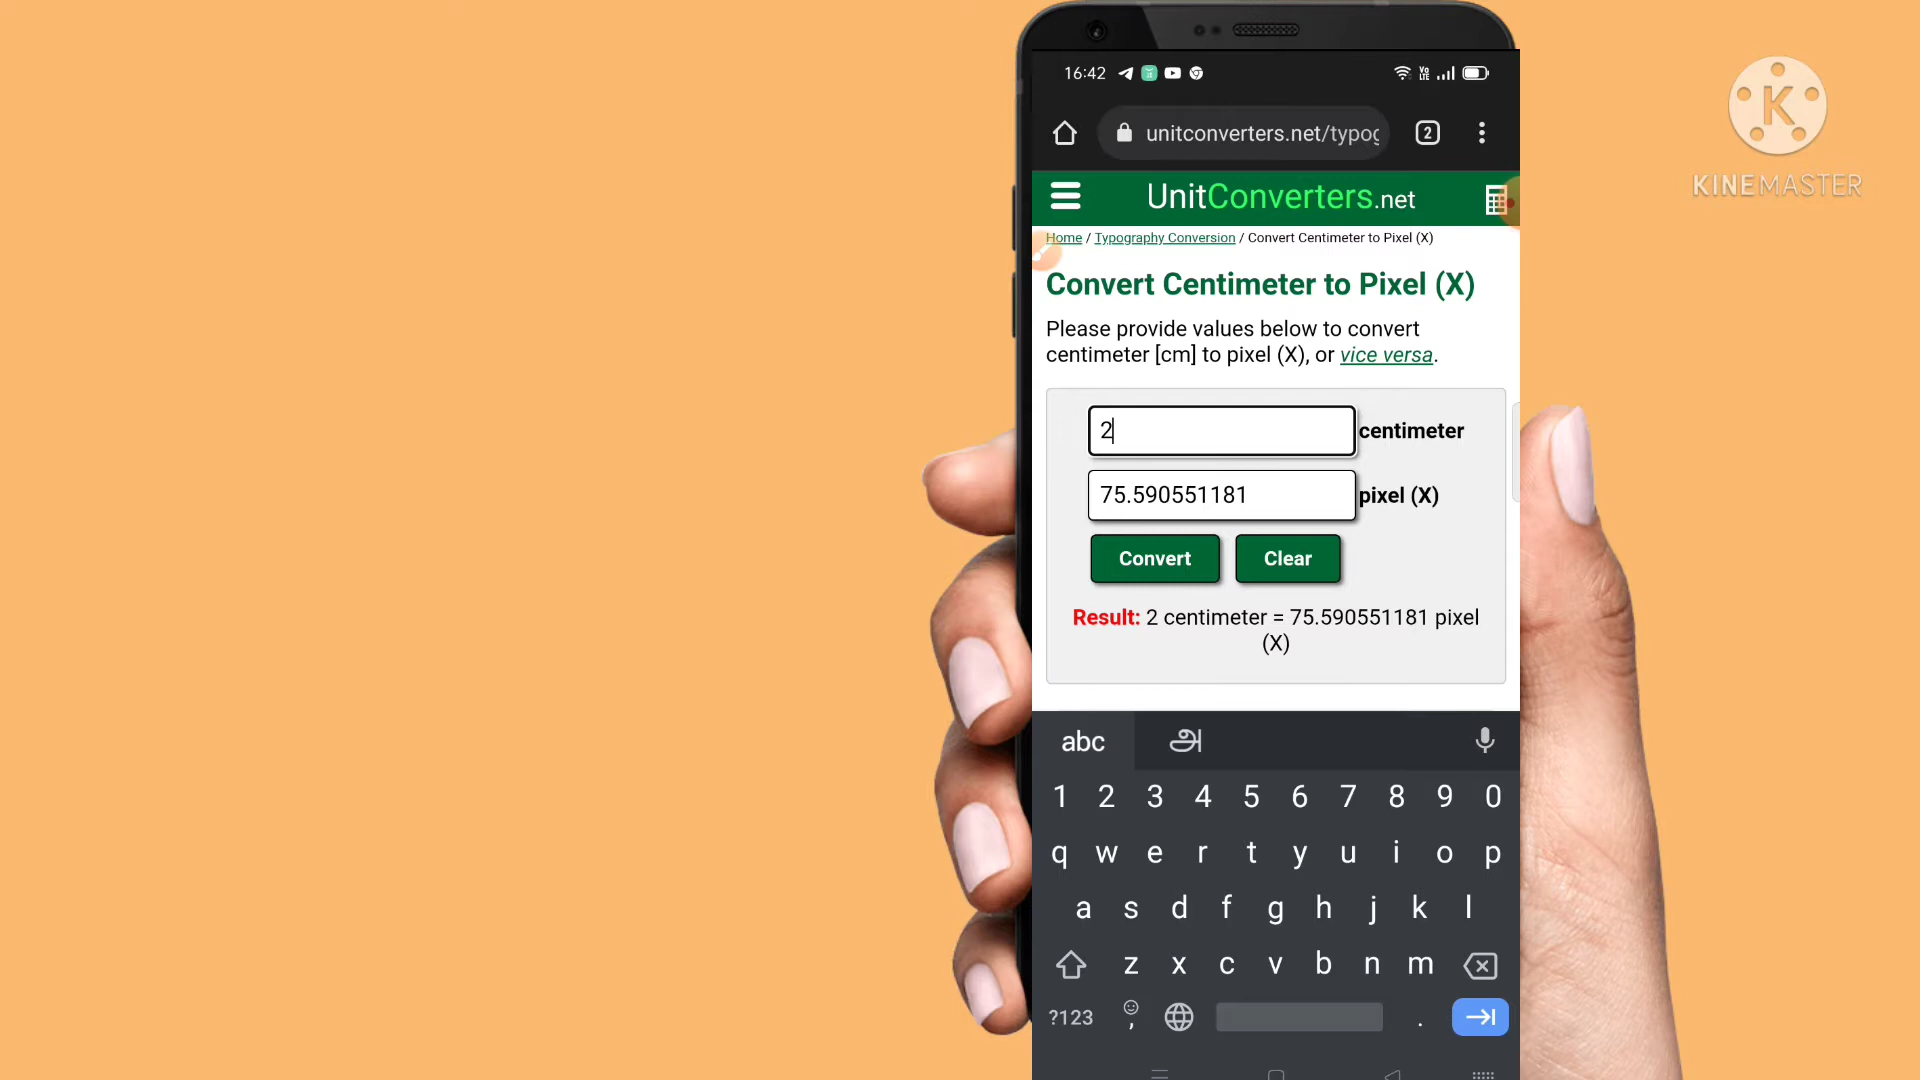 16:42
Vo LTE
unitconverters.net/typog
2
UnitConverters.net
Home / Typography Conversion / Convert Centimeter to Pixel (X)
Convert Centimeter to Pixel (X)
Please provide values below to convert
centimeter [cm] to pixel (X), or vice versa.
2 centimeter
75.590551181 pixel (X)
Convert Clear
Result: 2 centimeter = 75.590551181 pixel
(X)
abc அ
1 2 3 4 5 6 7 8 9 0
q w e r t y u i o p
a s d f g h j k l
z x c v b n m
?123 , .
K
KINEMASTER